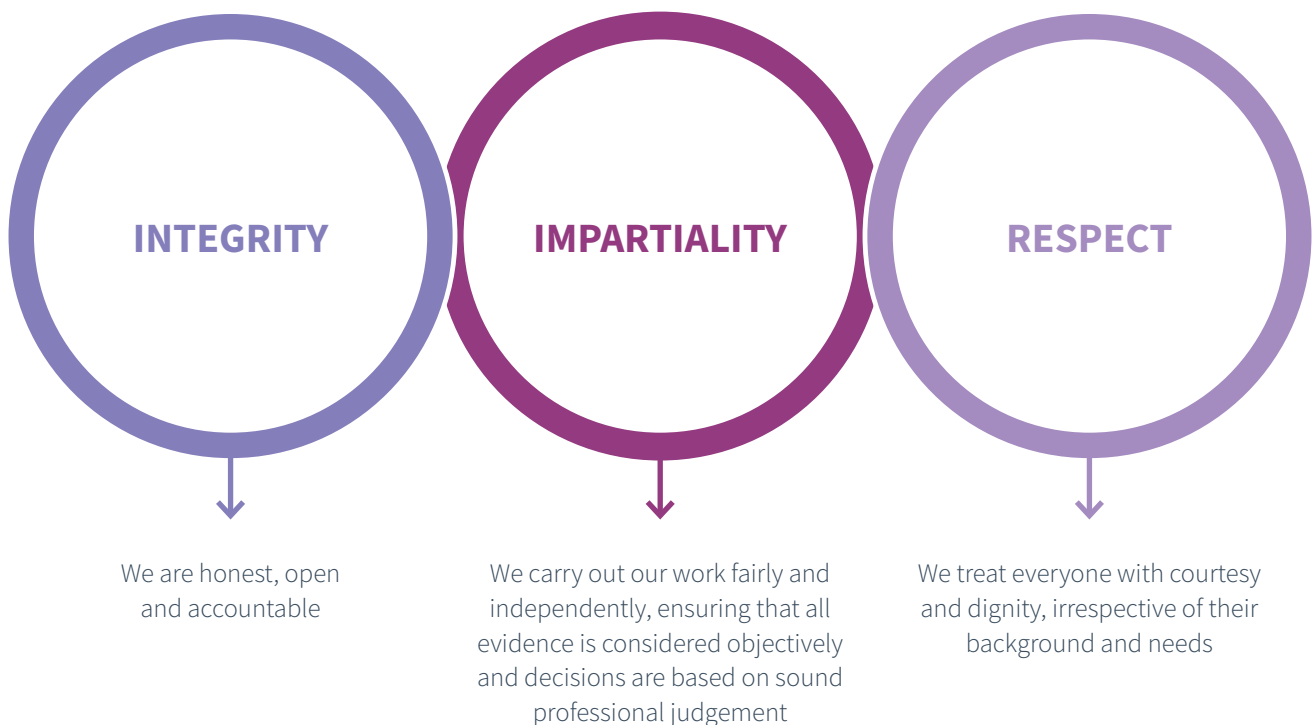 INTEGRITY
IMPARTIALITY
RESPECT
We are honest, open
and accountable
We carry out our work fairly and
independently, ensuring that all
evidence is considered objectively
and decisions are based on sound
professional judgement
We treat everyone with courtesy
and dignity, irrespective of their
background and needs